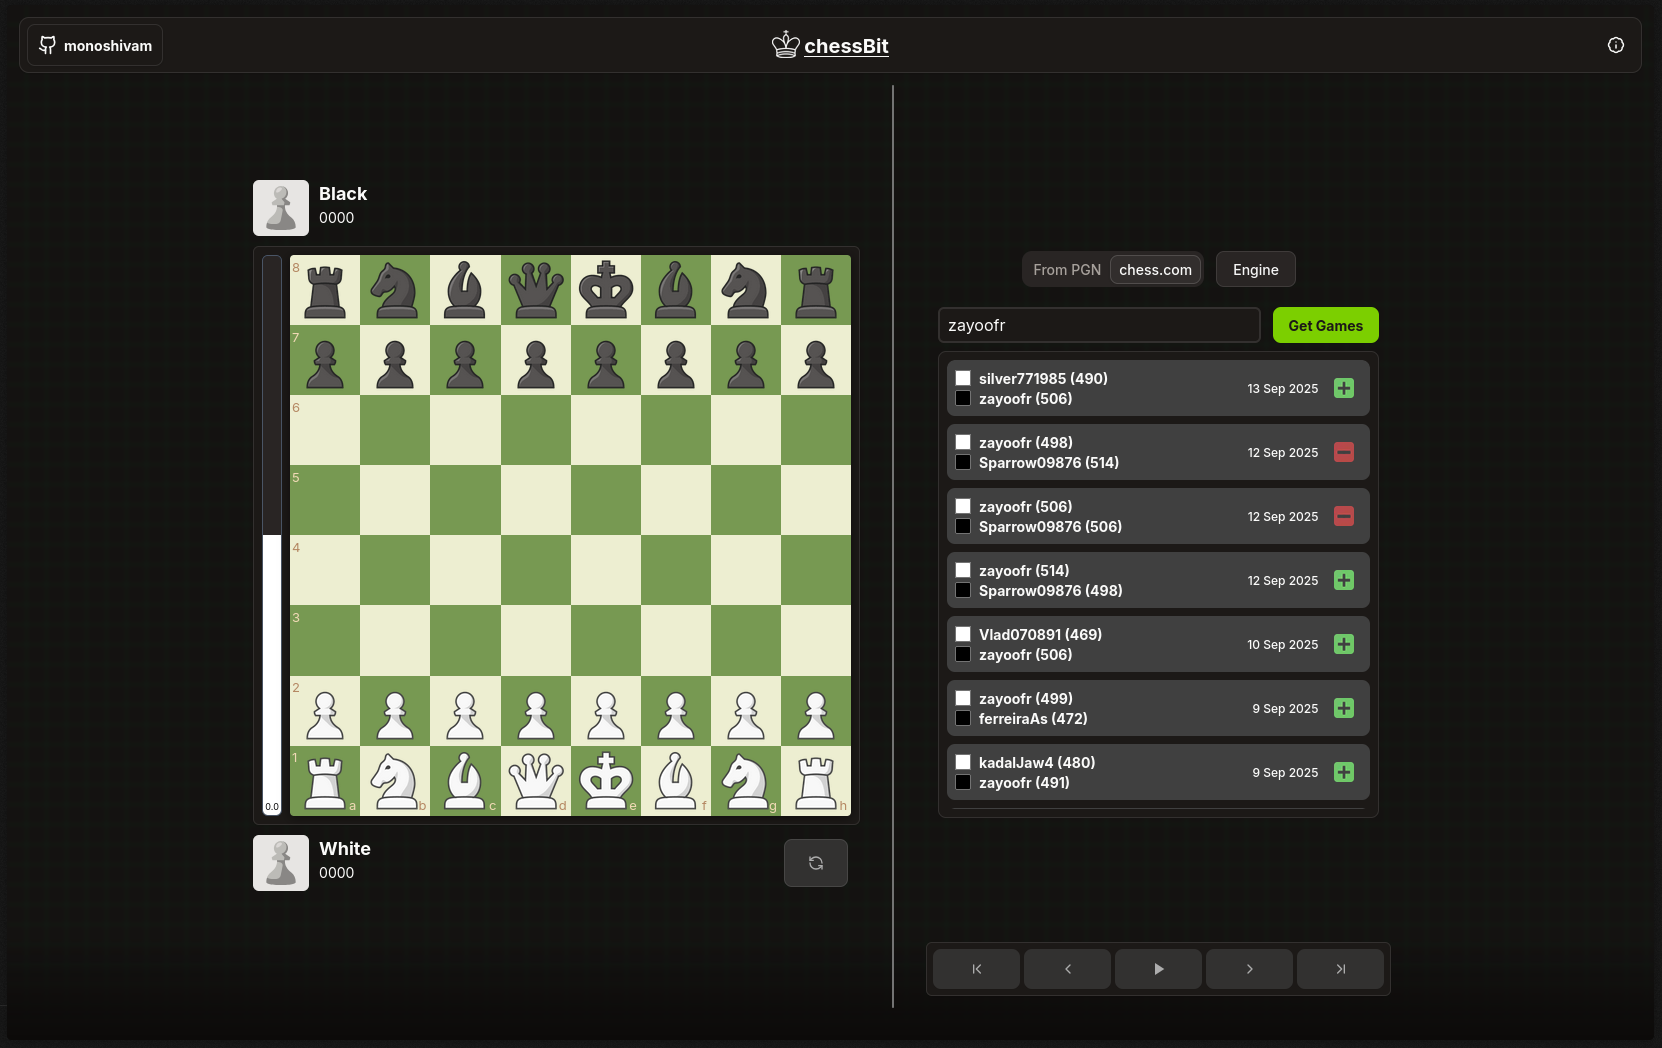 monoshivam
chessBit
Black
0000
8
7
6
5
4
3
2
1
a b c d e f g h
0.0
White
0000
From PGN chess.com Engine
zayoofr Get Games
silver771985 (490)
zayoofr (506)
13 Sep 2025
zayoofr (498)
Sparrow09876 (514)
12 Sep 2025
zayoofr (506)
Sparrow09876 (506)
12 Sep 2025
zayoofr (514)
Sparrow09876 (498)
12 Sep 2025
Vlad070891 (469)
zayoofr (506)
10 Sep 2025
zayoofr (499)
ferreiraAs (472)
9 Sep 2025
kadalJaw4 (480)
zayoofr (491)
9 Sep 2025